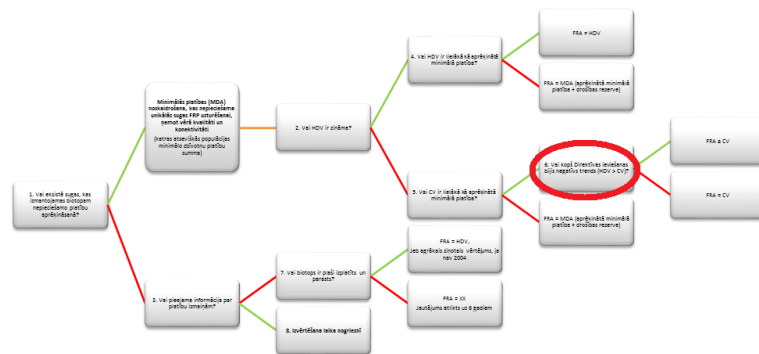 1. Vai eksistē sugas, kas
izmantojamas biotopam
nepieciešamo platību
aprēķināšanā?
Minimālās platības (MDA)
noskaidrošana, kas nepieciešama
unikālās sugas FRP uzturēšanai,
ņemot vērā kvalitāti un
konektivitāti
(katras atsevišķās populācijas
minimālo dzīvotņu platību
summa)
2. Vai HDV ir zināma?
4. Vai HDV ir lielākā kā aprēķinātā
minimālā platība?
FRA = HDV
FRA = MDA (aprēķinātā minimālā
platība + drošības rezerve)
5. Vai CV ir lielākā kā aprēķinātā
minimālā platība?
6. Vai kopš Direktīvas ieviešanas
bijis negatīvs trends (HDV > CV)?
FRA ≥ CV
FRA = CV
FRA = MDA (aprēķinātā minimālā
platība + drošības rezerve)
3. Vai pieejama informācija par
platību izmaiņām?
7. Vai biotops ir plaši izplatīts un
parasts?
FRA = HDV,
Jeb agrākais ziņotais vērtējums, ja
nav 2004
FRA = XX
Jautājums atlikts uz 6 gadiem
8. Izvērtēšana laika nogrieznī